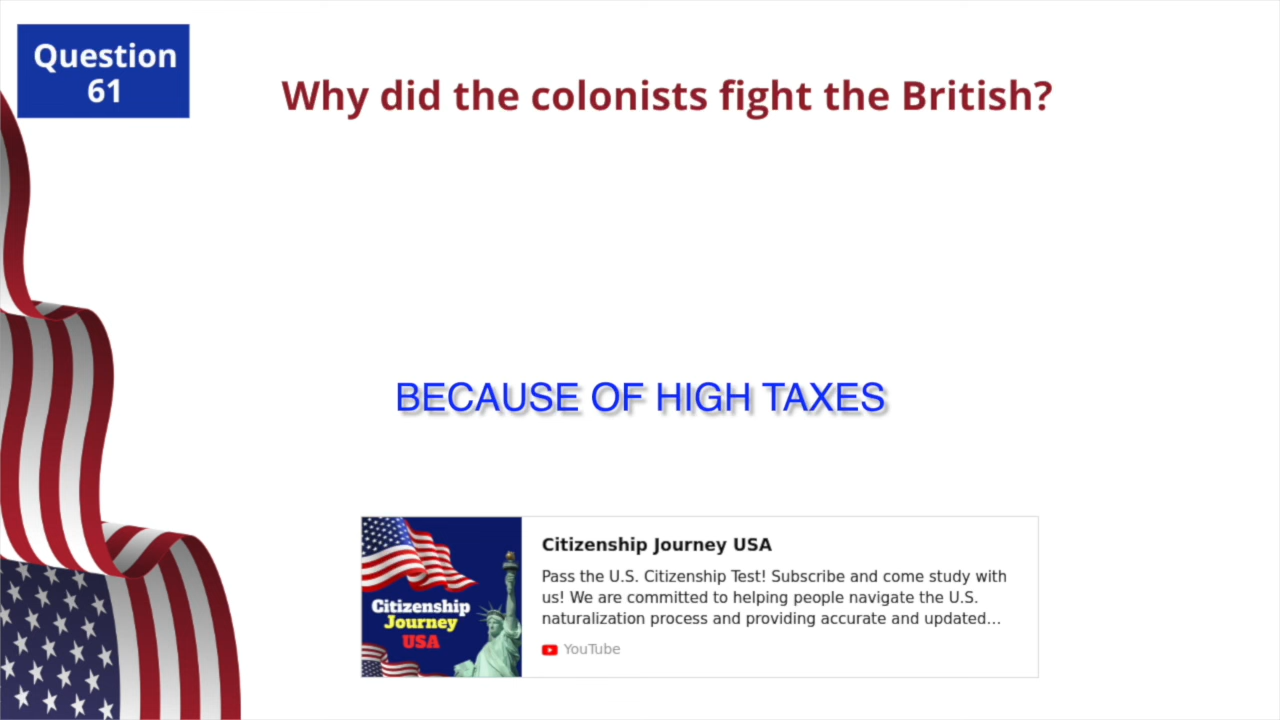 Question
61
Why did the colonists fight the British?
BECAUSE OF HIGH TAXES
Citizenship
Journey
USA
Citizenship Journey USA
Pass the U.S. Citizenship Test! Subscribe and come study with
us! We are committed to helping people navigate the U.S.
naturalization process and providing accurate and updated...
YouTube